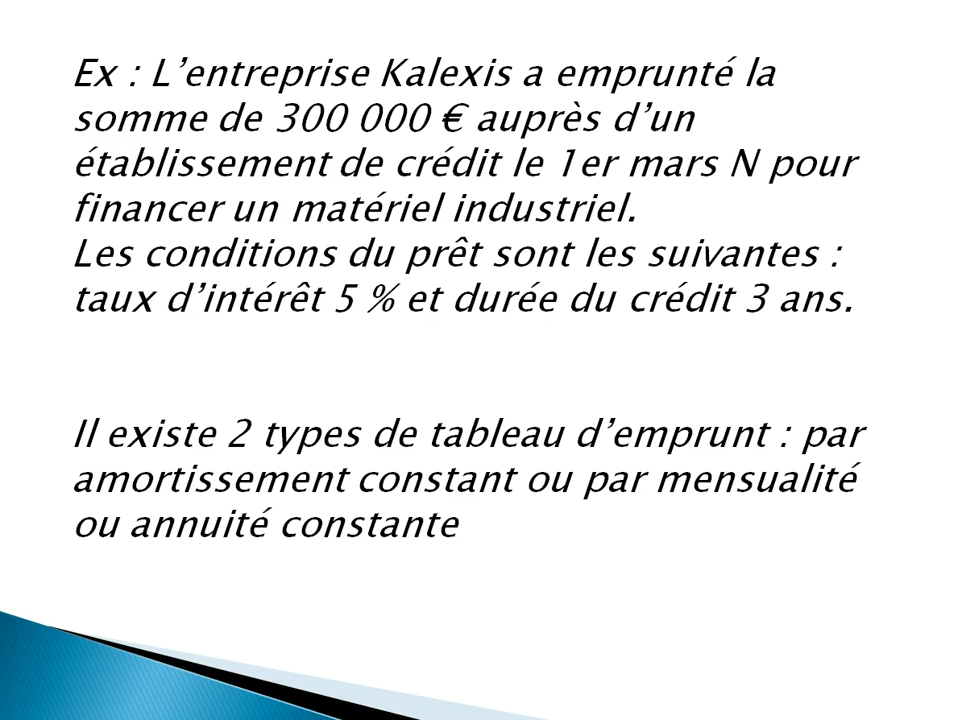 Ex : L’entreprise Kalexis a emprunté la
somme de 300 000 € auprès d’un
établissement de crédit le 1er mars N pour
financer un matériel industriel.
Les conditions du prêt sont les suivantes :
taux d’intérêt 5 % et durée du crédit 3 ans.
Il existe 2 types de tableau d’emprunt : par
amortissement constant ou par mensualité
ou annuité constante